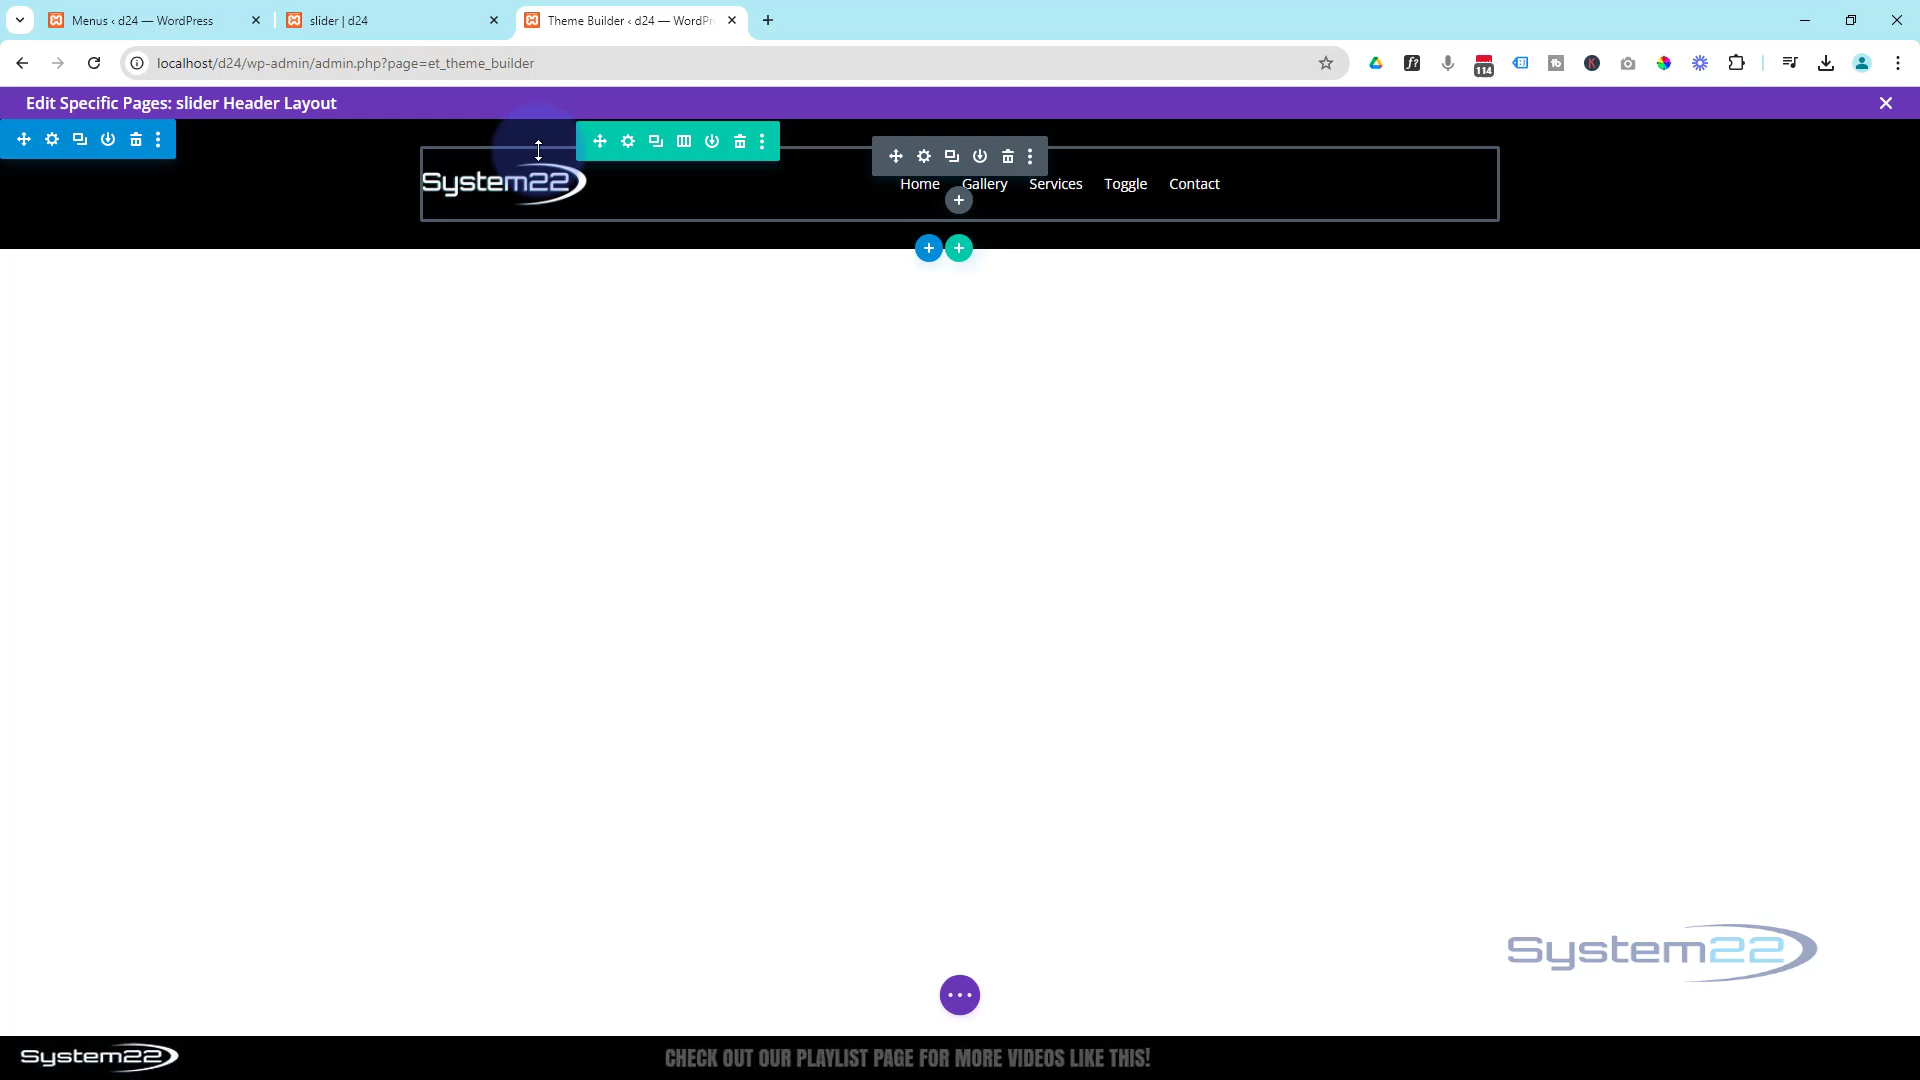 Menus ‹ d24 — WordPress
slider | d24
Theme Builder ‹ d24 — WordPr
localhost/d24/wp-admin/admin.php?page=et_theme_builder
114
Edit Specific Pages: slider Header Layout
System22
Home
Gallery
Services
Toggle
Contact
System22
System22
CHECK OUT OUR PLAYLIST PAGE FOR MORE VIDEOS LIKE THIS!